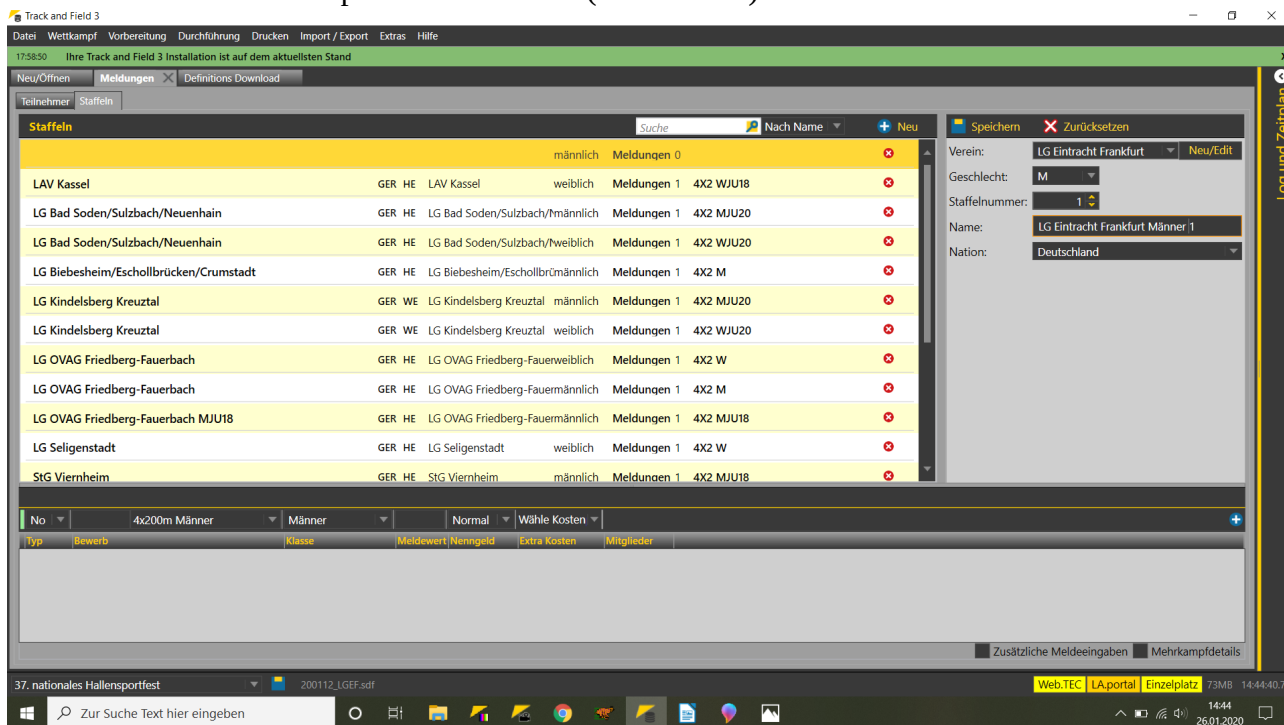 Track and Field 3
Datei Wettkampf Vorbereitung Durchführung Drucken Import / Export Extras Hilfe
17:58:50 Ihre Track and Field 3 Installation ist auf dem aktuellsten Stand
Neu/Öffnen Meldungen Definitions Download
Teilnehmer Staffeln
Staffeln Suche Nach Name Neu
männlich Meldungen 0
LAV Kassel GER HE LAV Kassel weiblich Meldungen 1 4X2 WJU18
LG Bad Soden/Sulzbach/Neuenhain GER HE LG Bad Soden/Sulzbach/ männlich Meldungen 1 4X2 MJU20
LG Bad Soden/Sulzbach/Neuenhain GER HE LG Bad Soden/Sulzbach/ weiblich Meldungen 1 4X2 WJU20
LG Biebesheim/Eschollbrücken/Crumstadt GER HE LG Biebesheim/Eschollbrü männlich Meldungen 1 4X2 M
LG Kindelsberg Kreuztal GER WE LG Kindelsberg Kreuztal männlich Meldungen 1 4X2 MJU20
LG Kindelsberg Kreuztal GER WE LG Kindelsberg Kreuztal weiblich Meldungen 1 4X2 WJU20
LG OVAG Friedberg-Fauerbach GER HE LG OVAG Friedberg-Fauer weiblich Meldungen 1 4X2 W
LG OVAG Friedberg-Fauerbach GER HE LG OVAG Friedberg-Fauer männlich Meldungen 1 4X2 M
LG OVAG Friedberg-Fauerbach MJU18 GER HE LG OVAG Friedberg-Fauer männlich Meldungen 1 4X2 MJU18
LG Seligenstadt GER HE LG Seligenstadt weiblich Meldungen 1 4X2 W
StG Viernheim GER HE StG Viernheim männlich Meldungen 1 4X2 MJU18
Speichern Zurücksetzen
Verein: LG Eintracht Frankfurt Neu/Edit
Geschlecht: M
Staffelnummer: 1
Name: LG Eintracht Frankfurt Männer 1
Nation: Deutschland
Log und Zeitplan
No 4x200m Männer Männer Normal Wähle Kosten
Typ Bewerb Klasse Meldewert Nenngeld Extra Kosten Mitglieder
Zusätzliche Meldeeingaben Mehrkampfdetails
37. nationales Hallensportfest 200112_LGEF.sdf Web.TEC LA.portal Einzelplatz 73MB 14:44:40.7
Zur Suche Text hier eingeben 14:44
26.01.2020